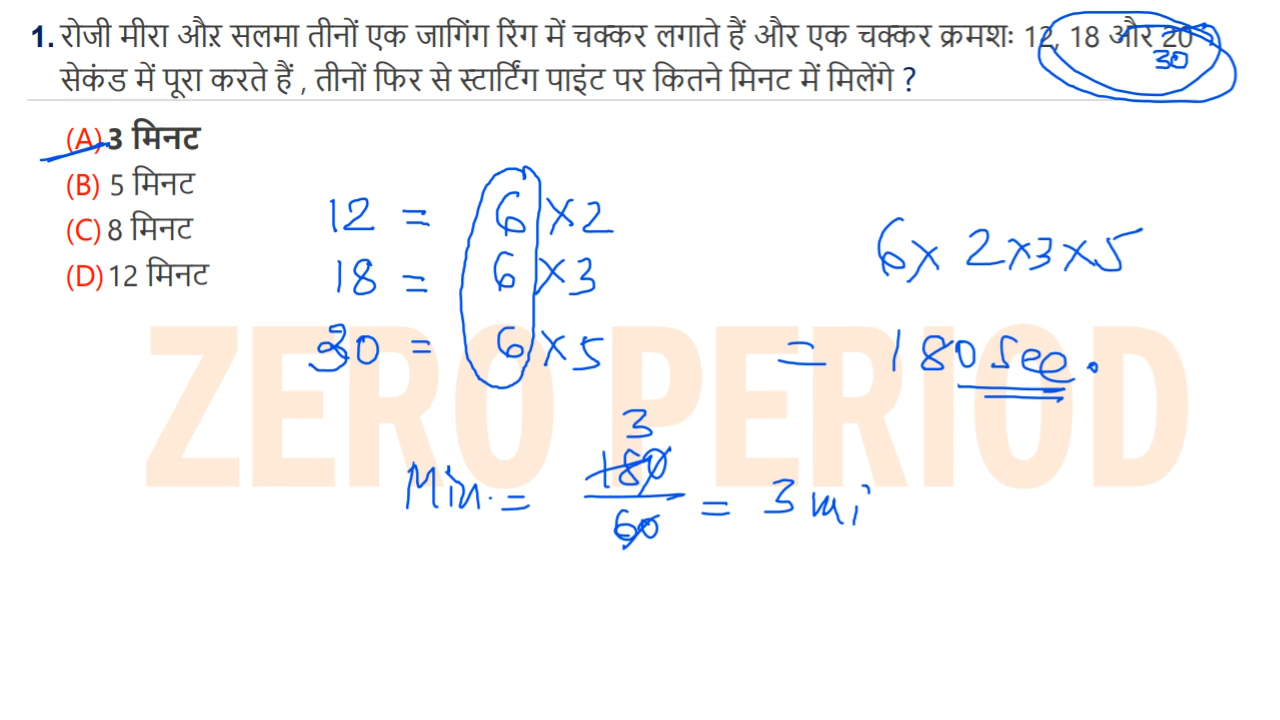 1. रोजी मीरा औऱ सलमा तीनों एक जागिंग रिंग में चक्कर लगाते हैं और एक चक्कर क्रमशः 12, 18 और 20
30
सेकंड में पूरा करते हैं , तीनों फिर से स्टार्टिंग पाइंट पर कितने मिनट में मिलेंगे ?
(A) 3 मिनट
(B) 5 मिनट
(C) 8 मिनट
(D) 12 मिनट
12 = 6 × 2
18 = 6 × 3
30 = 6 × 5
6 × 2 × 3 × 5
= 180 sec.
ZERO PERIOD
3
Min. = 180/60 = 3 mi